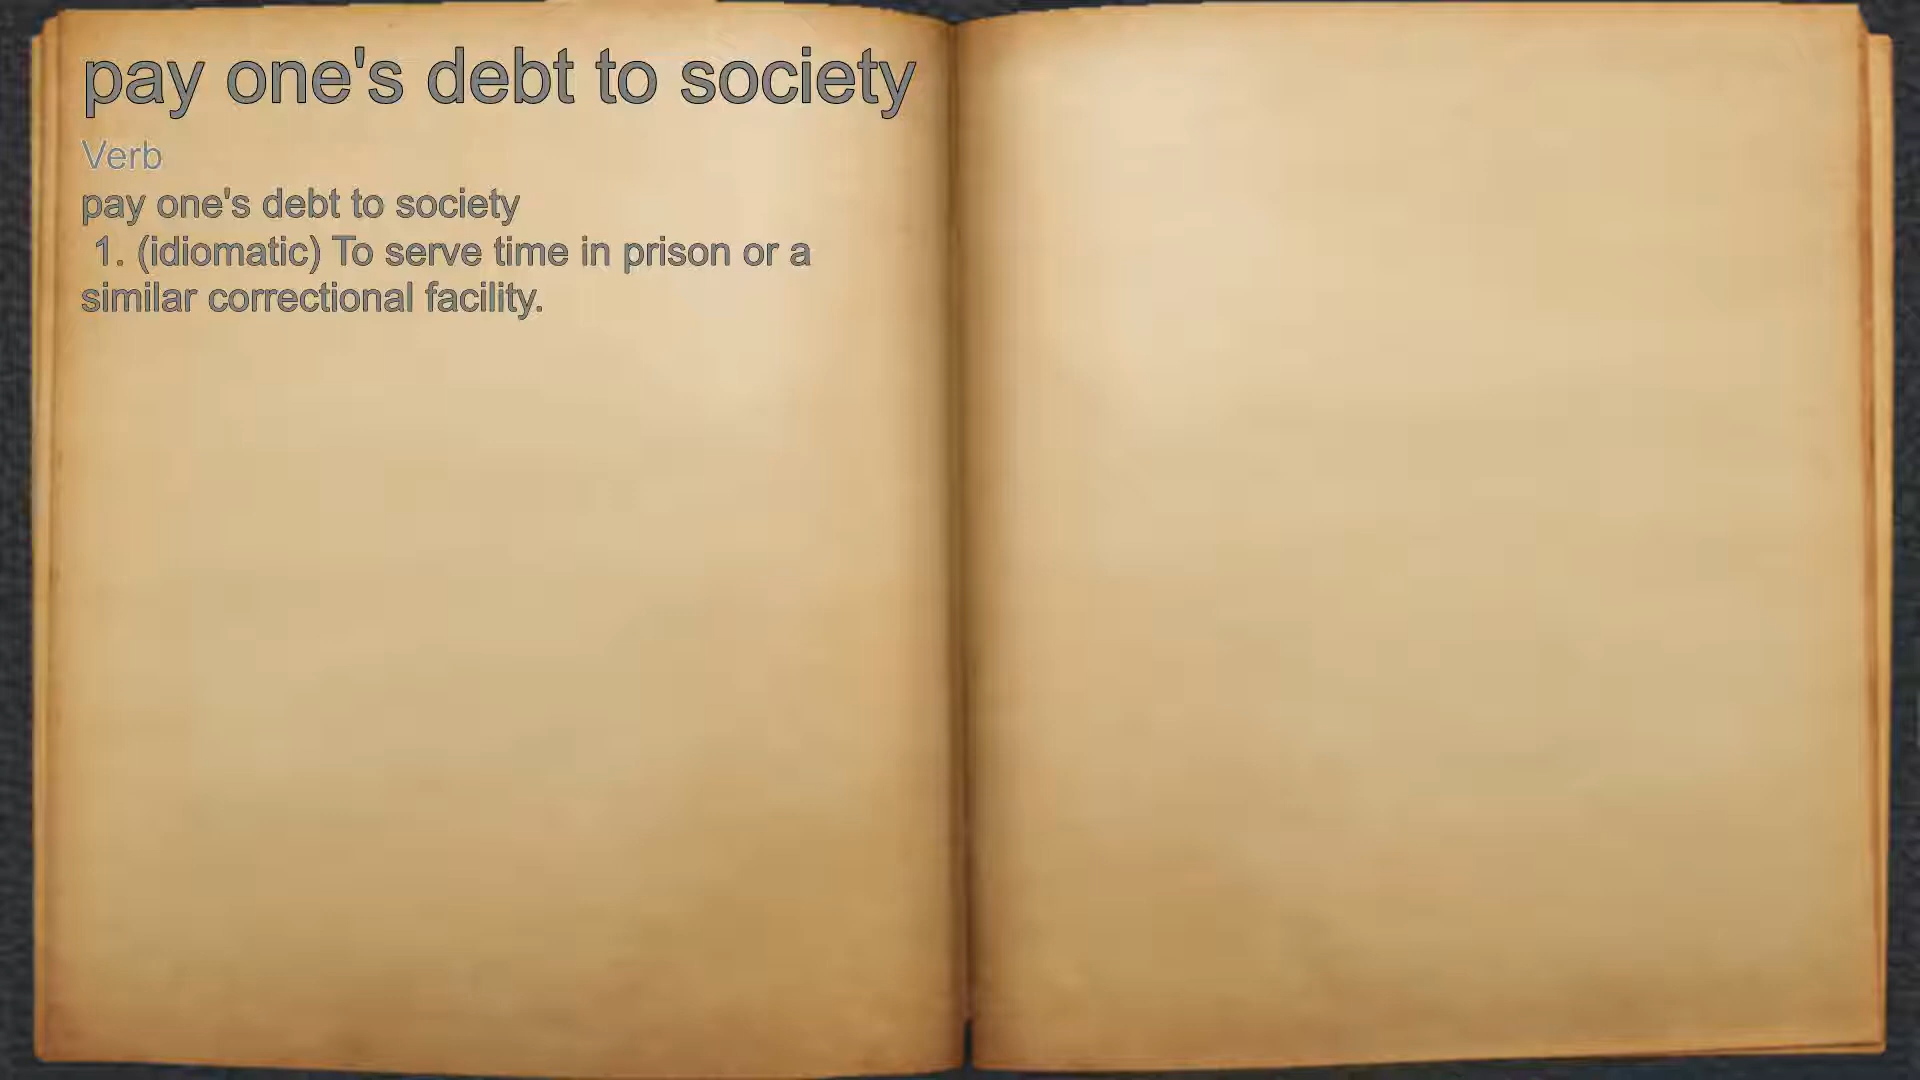 pay one's debt to society
Verb
pay one's debt to society
1. (idiomatic) To serve time in prison or a
similar correctional facility.